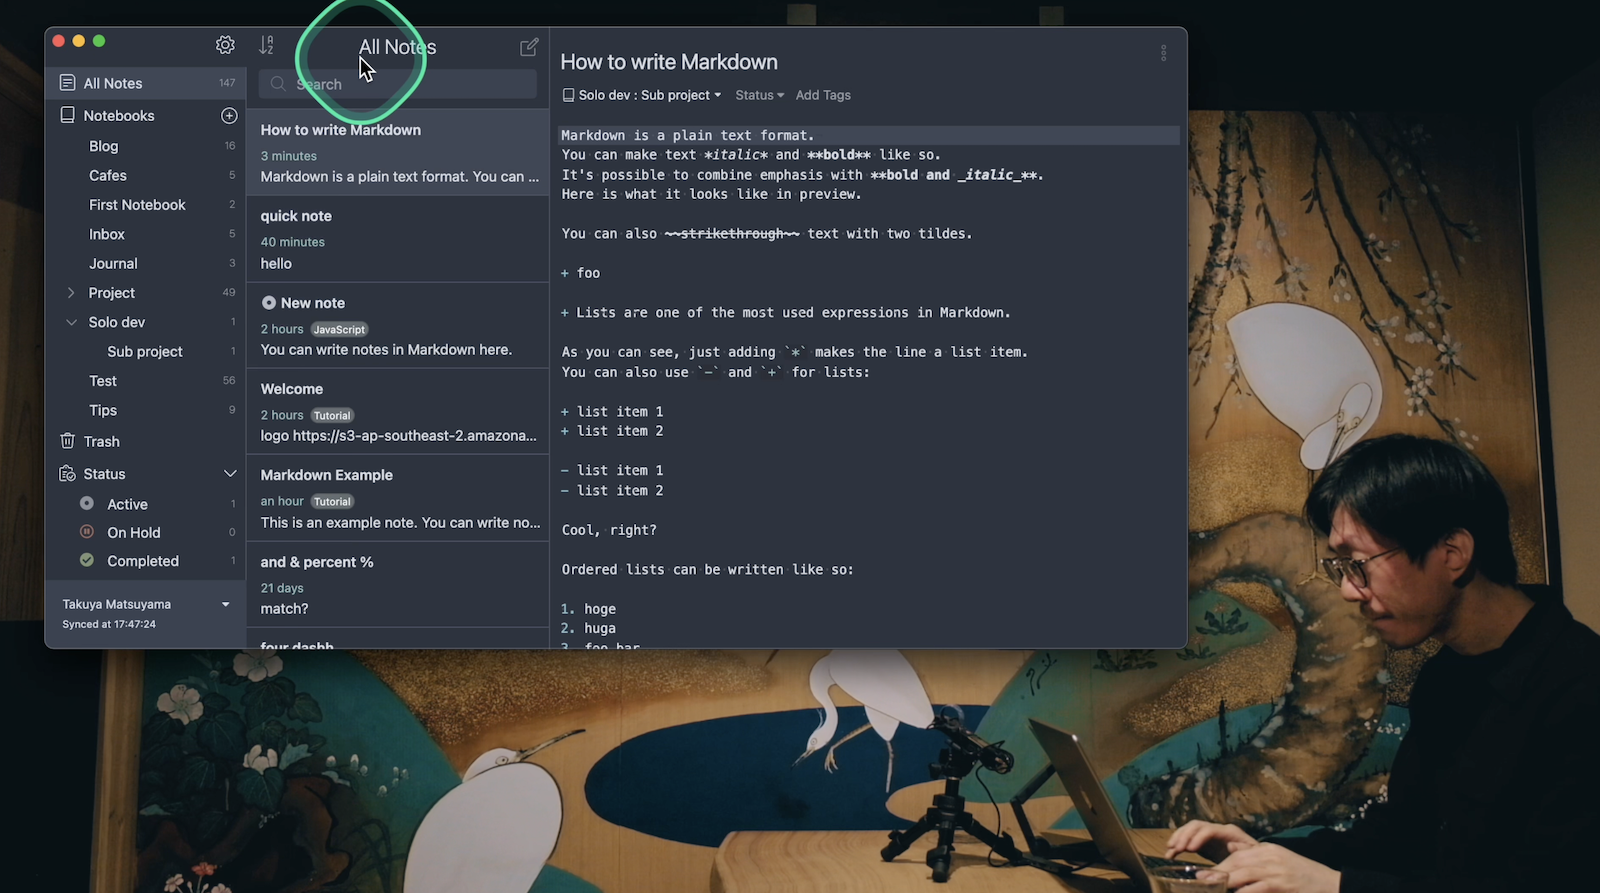 All Notes 147
Notebooks
Blog 16
Cafes 5
First Notebook 2
Inbox 5
Journal 3
Project 49
Solo dev 1
Sub project 1
Test 56
Tips 9
Trash
Status
Active 1
On Hold 0
Completed 1
Takuya Matsuyama
Synced at 17:47:24
All Notes
Search
How to write Markdown
3 minutes
Markdown is a plain text format. You can ...
quick note
40 minutes
hello
New note
2 hours JavaScript
You can write notes in Markdown here.
Welcome
2 hours Tutorial
logo https://s3-ap-southeast-2.amazona...
Markdown Example
an hour Tutorial
This is an example note. You can write no...
and & percent %
21 days
match?
four dashh
How to write Markdown
Solo dev : Sub project Status Add Tags
Markdown is a plain text format.
You can make text *italic* and **bold** like so.
It's possible to combine emphasis with **bold and _italic_**.
Here is what it looks like in preview.
You can also ~~strikethrough~~ text with two tildes.
+ foo
+ Lists are one of the most used expressions in Markdown.
As you can see, just adding `*` makes the line a list item.
You can also use `-` and `+` for lists:
+ list item 1
+ list item 2
- list item 1
- list item 2
Cool, right?
Ordered lists can be written like so:
1. hoge
2. huga
3. foo bar